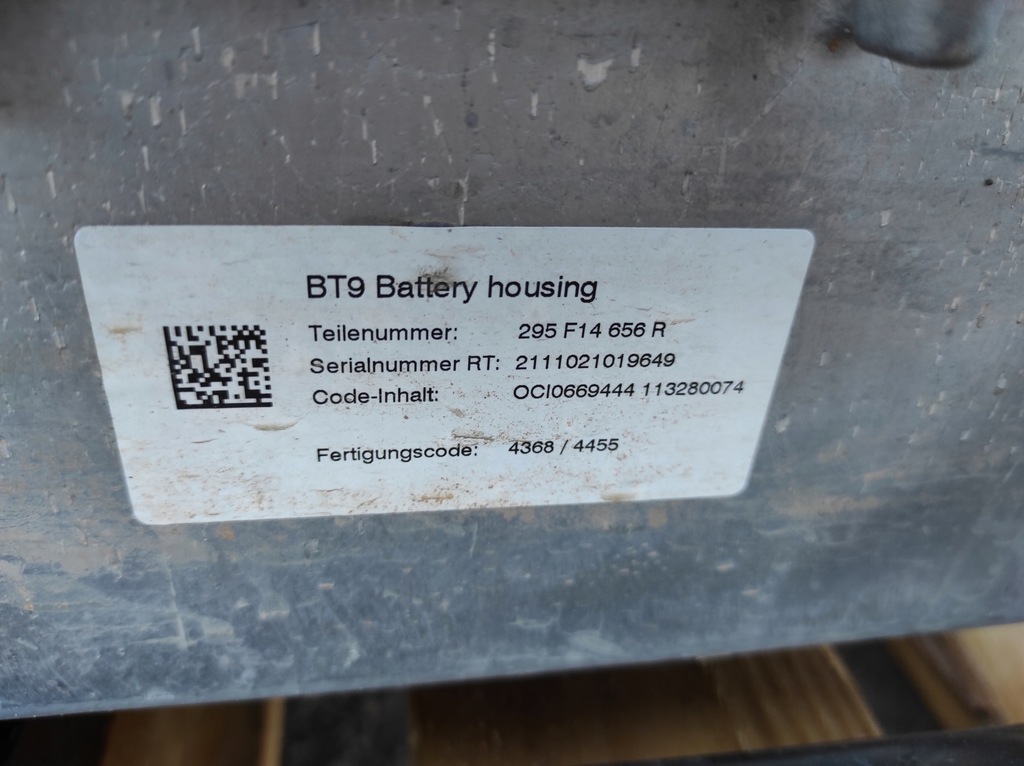 BT9 Battery housing
Teilenummer: 295 F14 656 R
Serialnummer RT: 2111021019649
Code-Inhalt: OCI0669444 113280074
Fertigungscode: 4368 / 4455